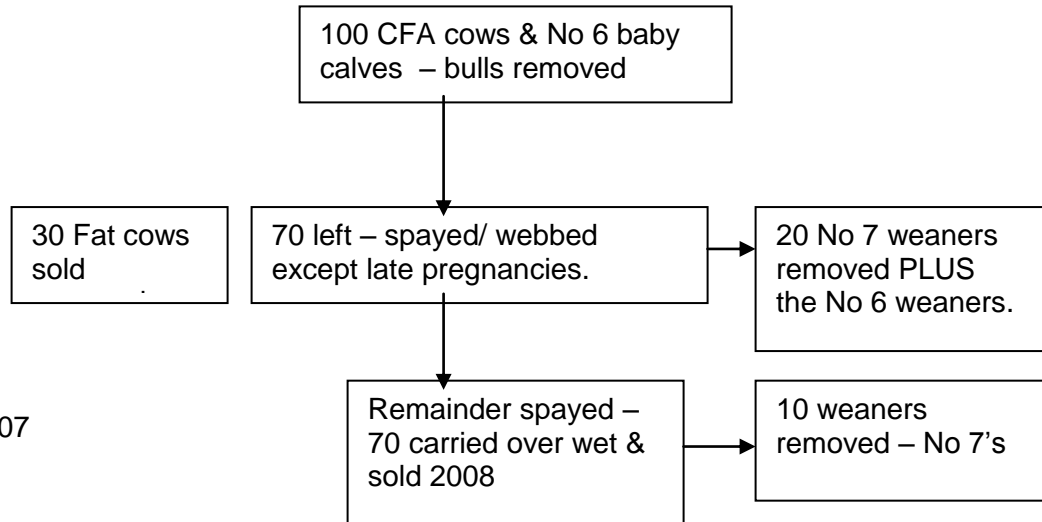 100 CFA cows & No 6 baby
calves – bulls removed
30 Fat cows
sold
70 left – spayed/ webbed
except late pregnancies.
20 No 7 weaners
removed PLUS
the No 6 weaners.
07
Remainder spayed –
70 carried over wet &
sold 2008
10 weaners
removed – No 7's